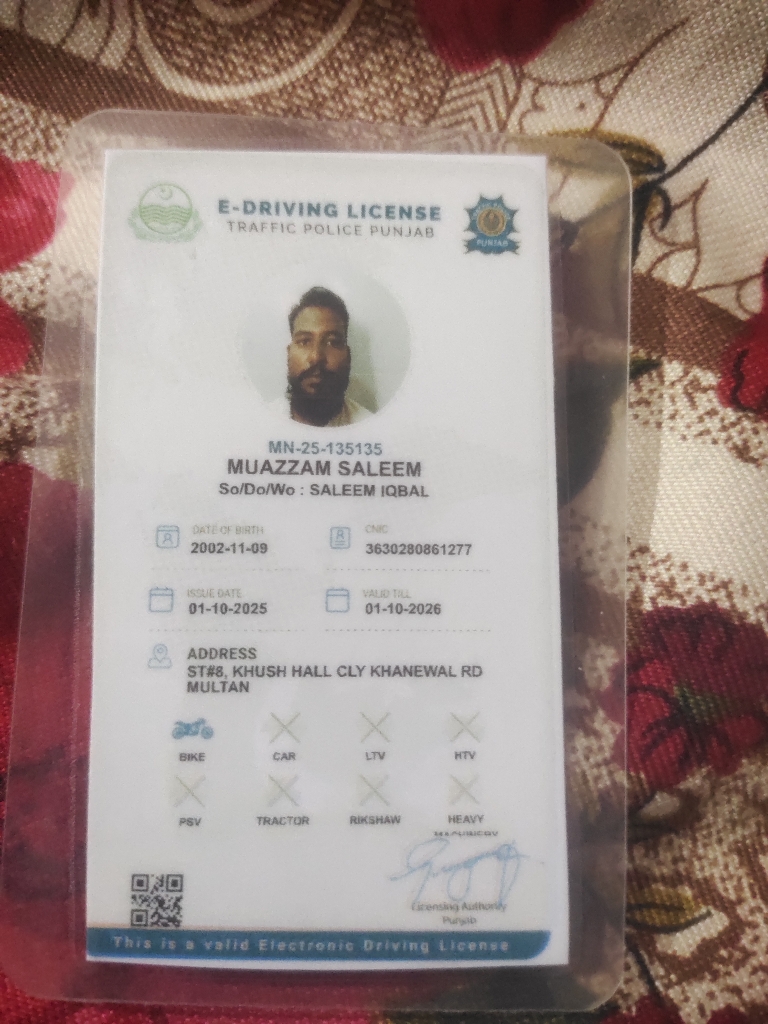 E-DRIVING LICENSE
TRAFFIC POLICE PUNJAB
PUNJAB
MN-25-135135
MUAZZAM SALEEM
So/Do/Wo : SALEEM IQBAL
DATE OF BIRTH
2002-11-09
CNIC
3630280861277
ISSUE DATE
01-10-2025
VALID TILL
01-10-2026
ADDRESS
ST#8, KHUSH HALL CLY KHANEWAL RD
MULTAN
BIKE CAR LTV HTV
PSV TRACTOR RIKSHAW HEAVY
MACHINERY
Licensing Authority
Punjab
This is a valid Electronic Driving License